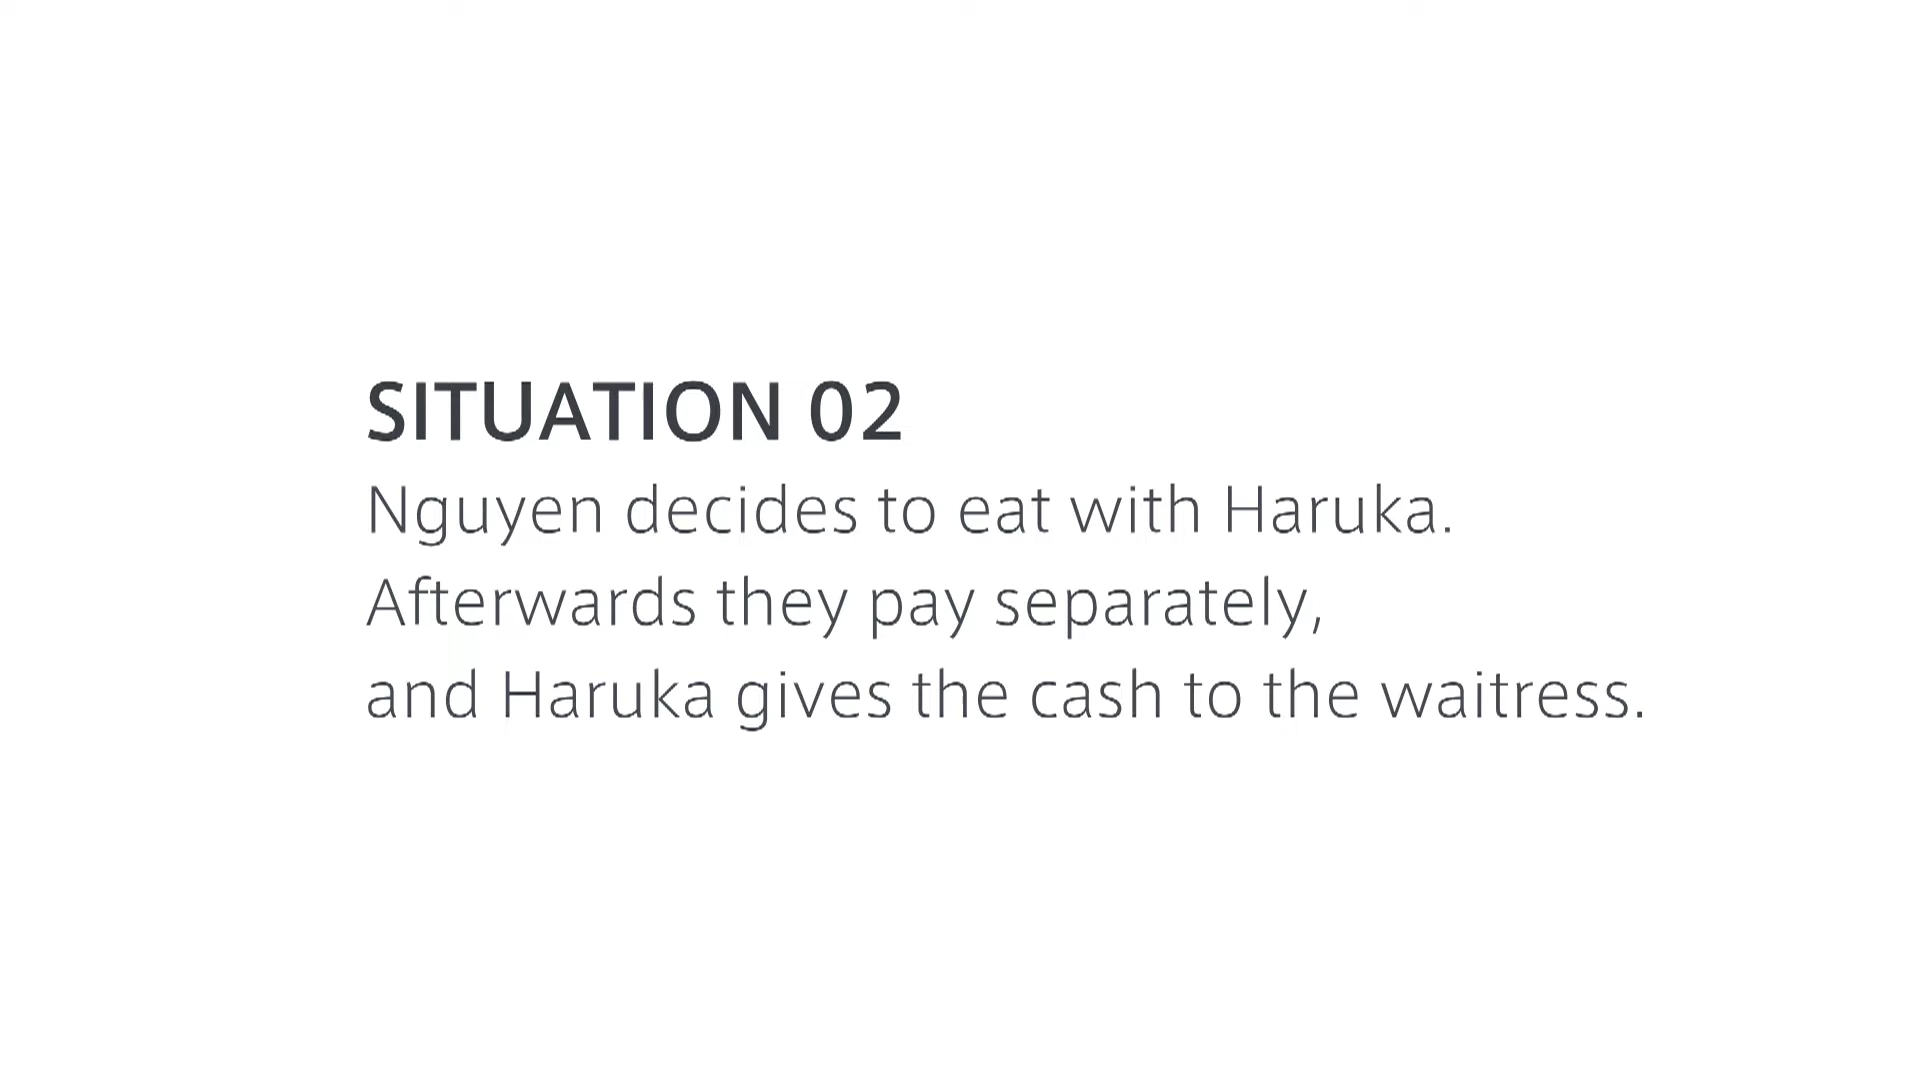 SITUATION 02
Nguyen decides to eat with Haruka.
Afterwards they pay separately,
and Haruka gives the cash to the waitress.